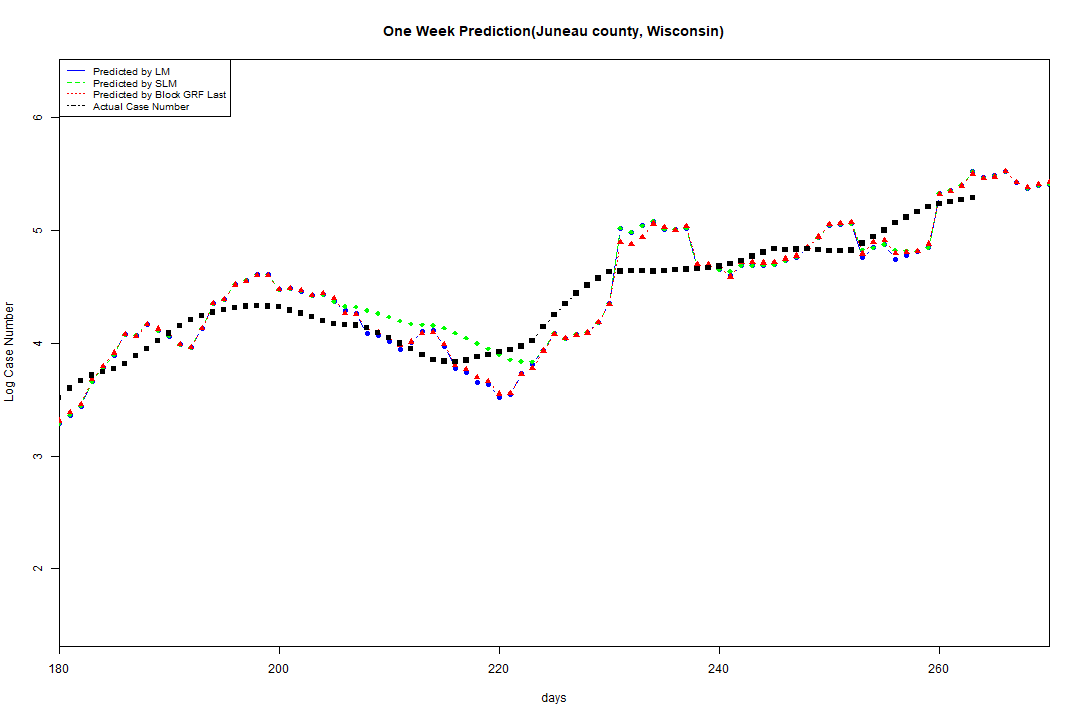 One Week Prediction(Juneau county, Wisconsin)
Predicted by LM
Predicted by SLM
Predicted by Block GRF Last
Actual Case Number
6
5
4
3
2
Log Case Number
180
200
220
240
260
days